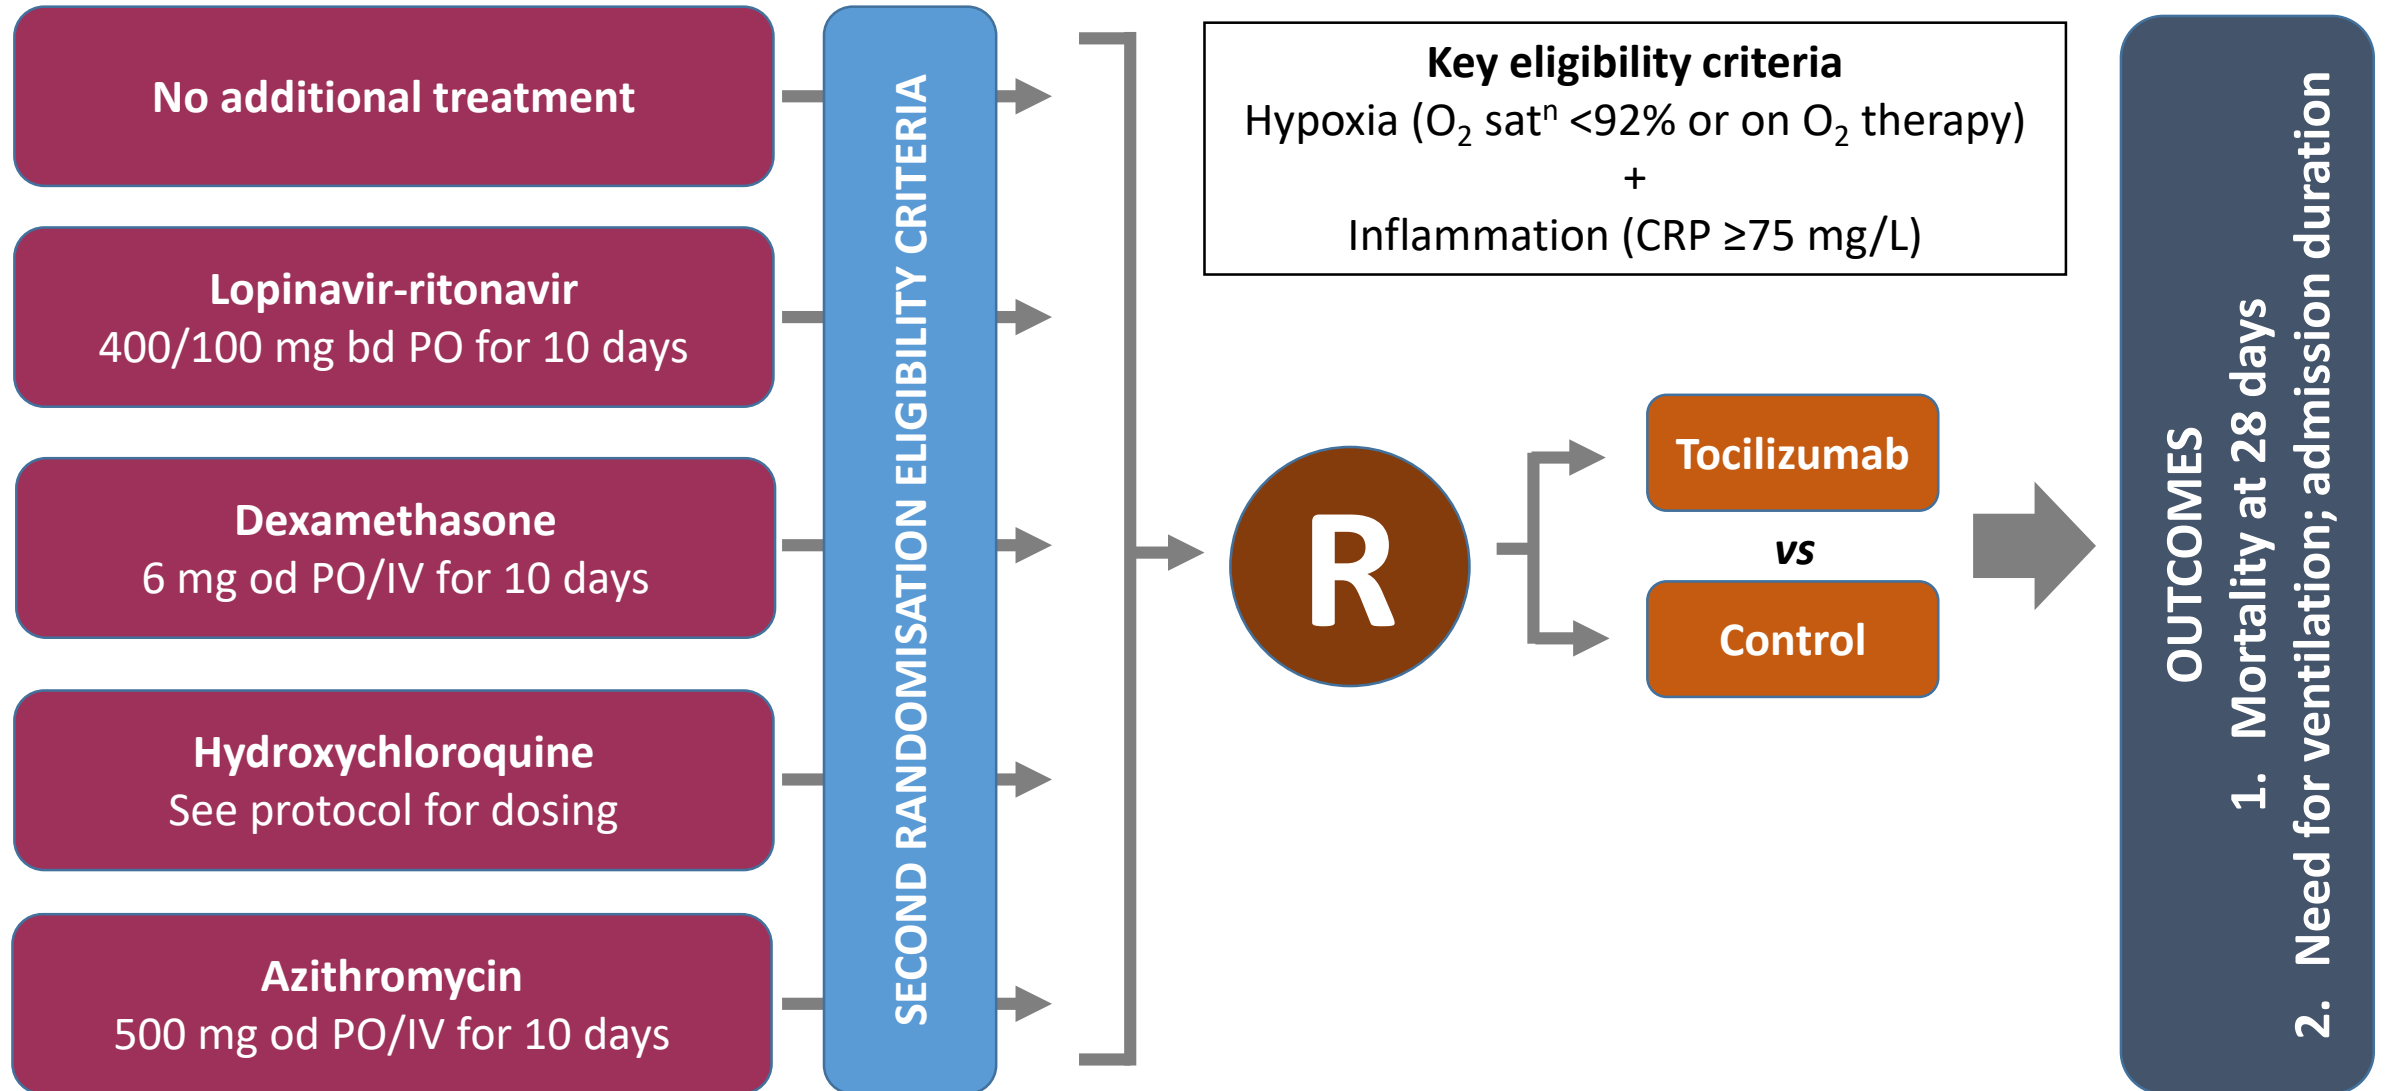 No additional treatment
Lopinavir-ritonavir
400/100 mg bd PO for 10 days
Dexamethasone
6 mg od PO/IV for 10 days
Hydroxychloroquine
See protocol for dosing
Azithromycin
500 mg od PO/IV for 10 days
SECOND RANDOMISATION ELIGIBILITY CRITERIA
Key eligibility criteria
Hypoxia (O₂ satⁿ <92% or on O₂ therapy)
+
Inflammation (CRP ≥75 mg/L)
R
Tocilizumab
vs
Control
OUTCOMES
1. Mortality at 28 days
2. Need for ventilation; admission duration